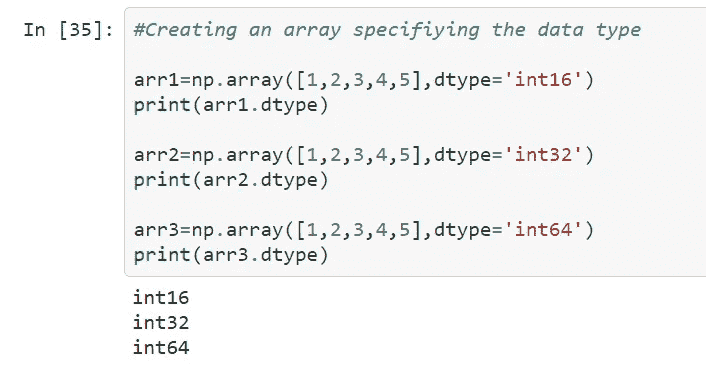 In [35]: #Creating an array specifiying the data type
arr1=np.array([1,2,3,4,5],dtype='int16')
print(arr1.dtype)
arr2=np.array([1,2,3,4,5],dtype='int32')
print(arr2.dtype)
arr3=np.array([1,2,3,4,5],dtype='int64')
print(arr3.dtype)
int16
int32
int64